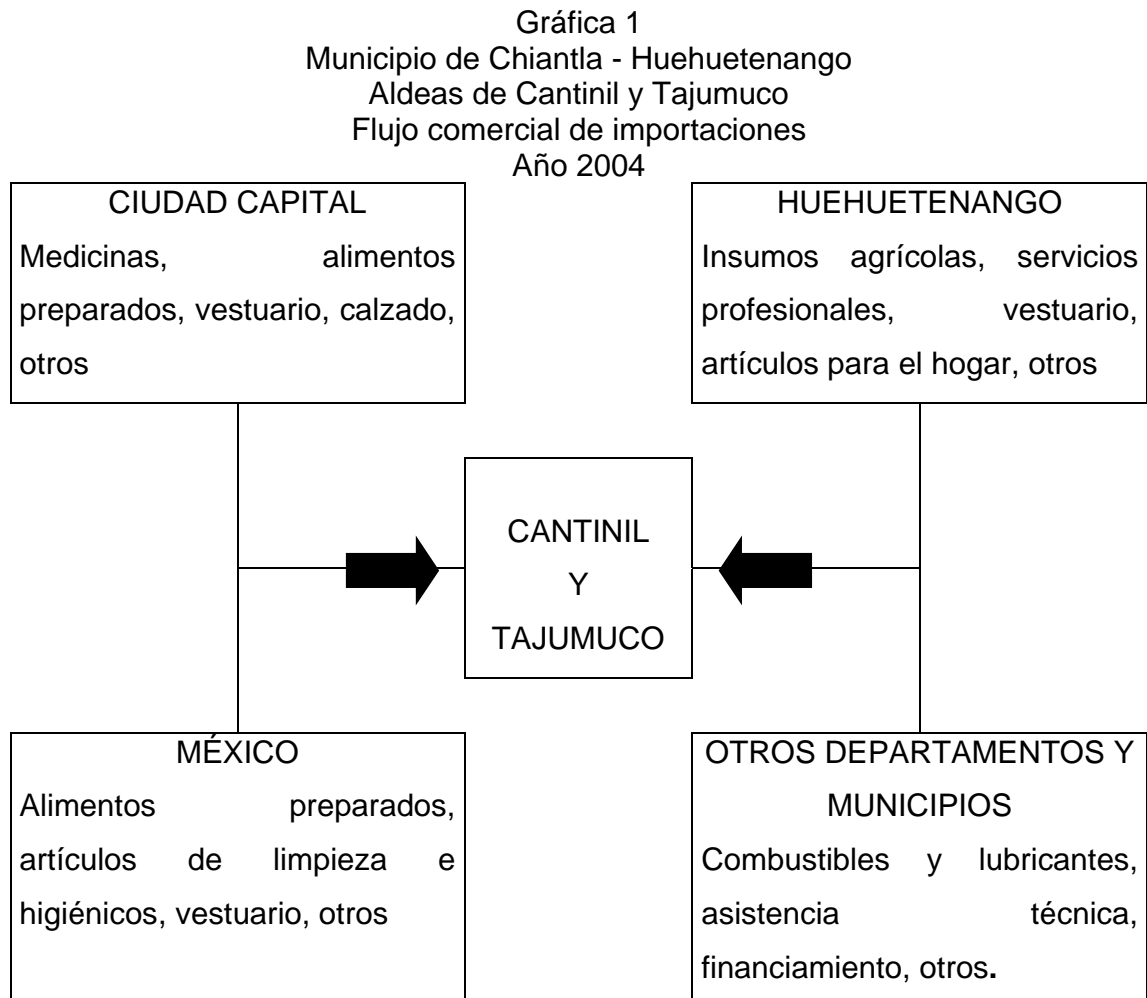 Gráfica 1
Municipio de Chiantla - Huehuetenango
Aldeas de Cantinil y Tajumuco
Flujo comercial de importaciones
Año 2004
CIUDAD CAPITAL
Medicinas, alimentos
preparados, vestuario, calzado,
otros
HUEHUETENANGO
Insumos agrícolas, servicios
profesionales, vestuario,
artículos para el hogar, otros
CANTINIL
Y
TAJUMUCO
MÉXICO
Alimentos preparados,
artículos de limpieza e
higiénicos, vestuario, otros
OTROS DEPARTAMENTOS Y
MUNICIPIOS
Combustibles y lubricantes,
asistencia técnica,
financiamiento, otros.